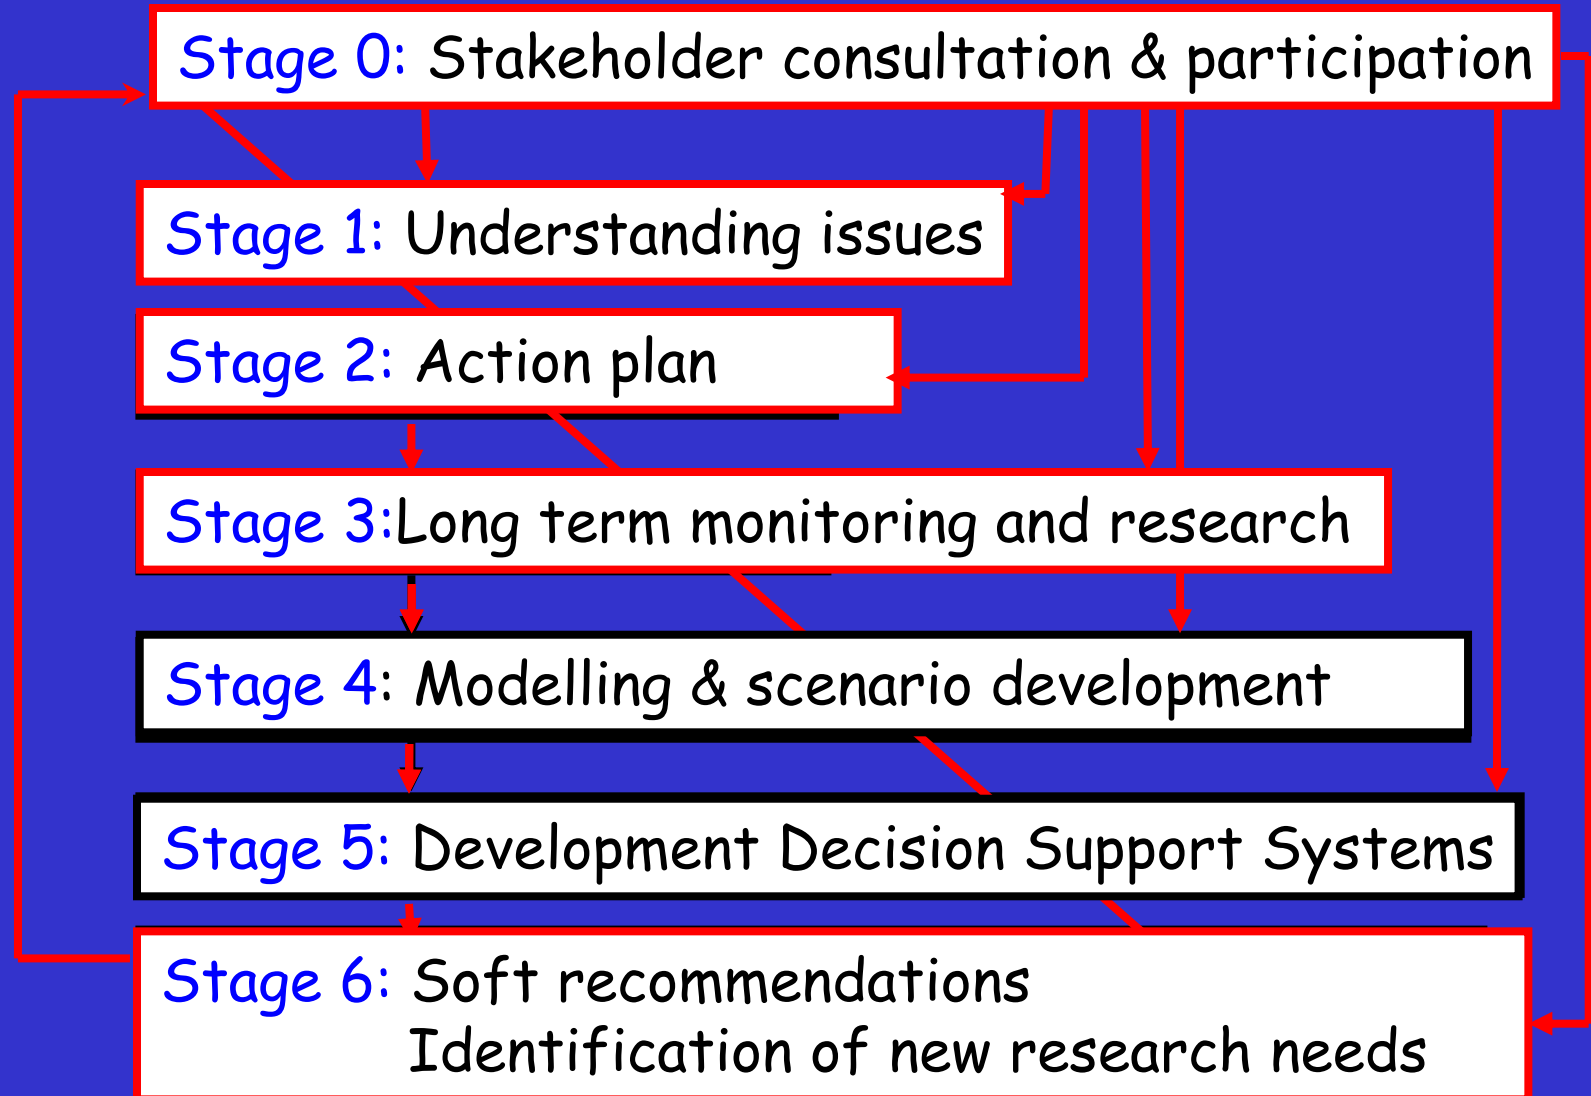 Stage 0: Stakeholder consultation & participation
Stage 1: Understanding issues
Stage 2: Action plan
Stage 3:Long term monitoring and research
Stage 4: Modelling & scenario development
Stage 5: Development Decision Support Systems
Stage 6: Soft recommendations
Identification of new research needs